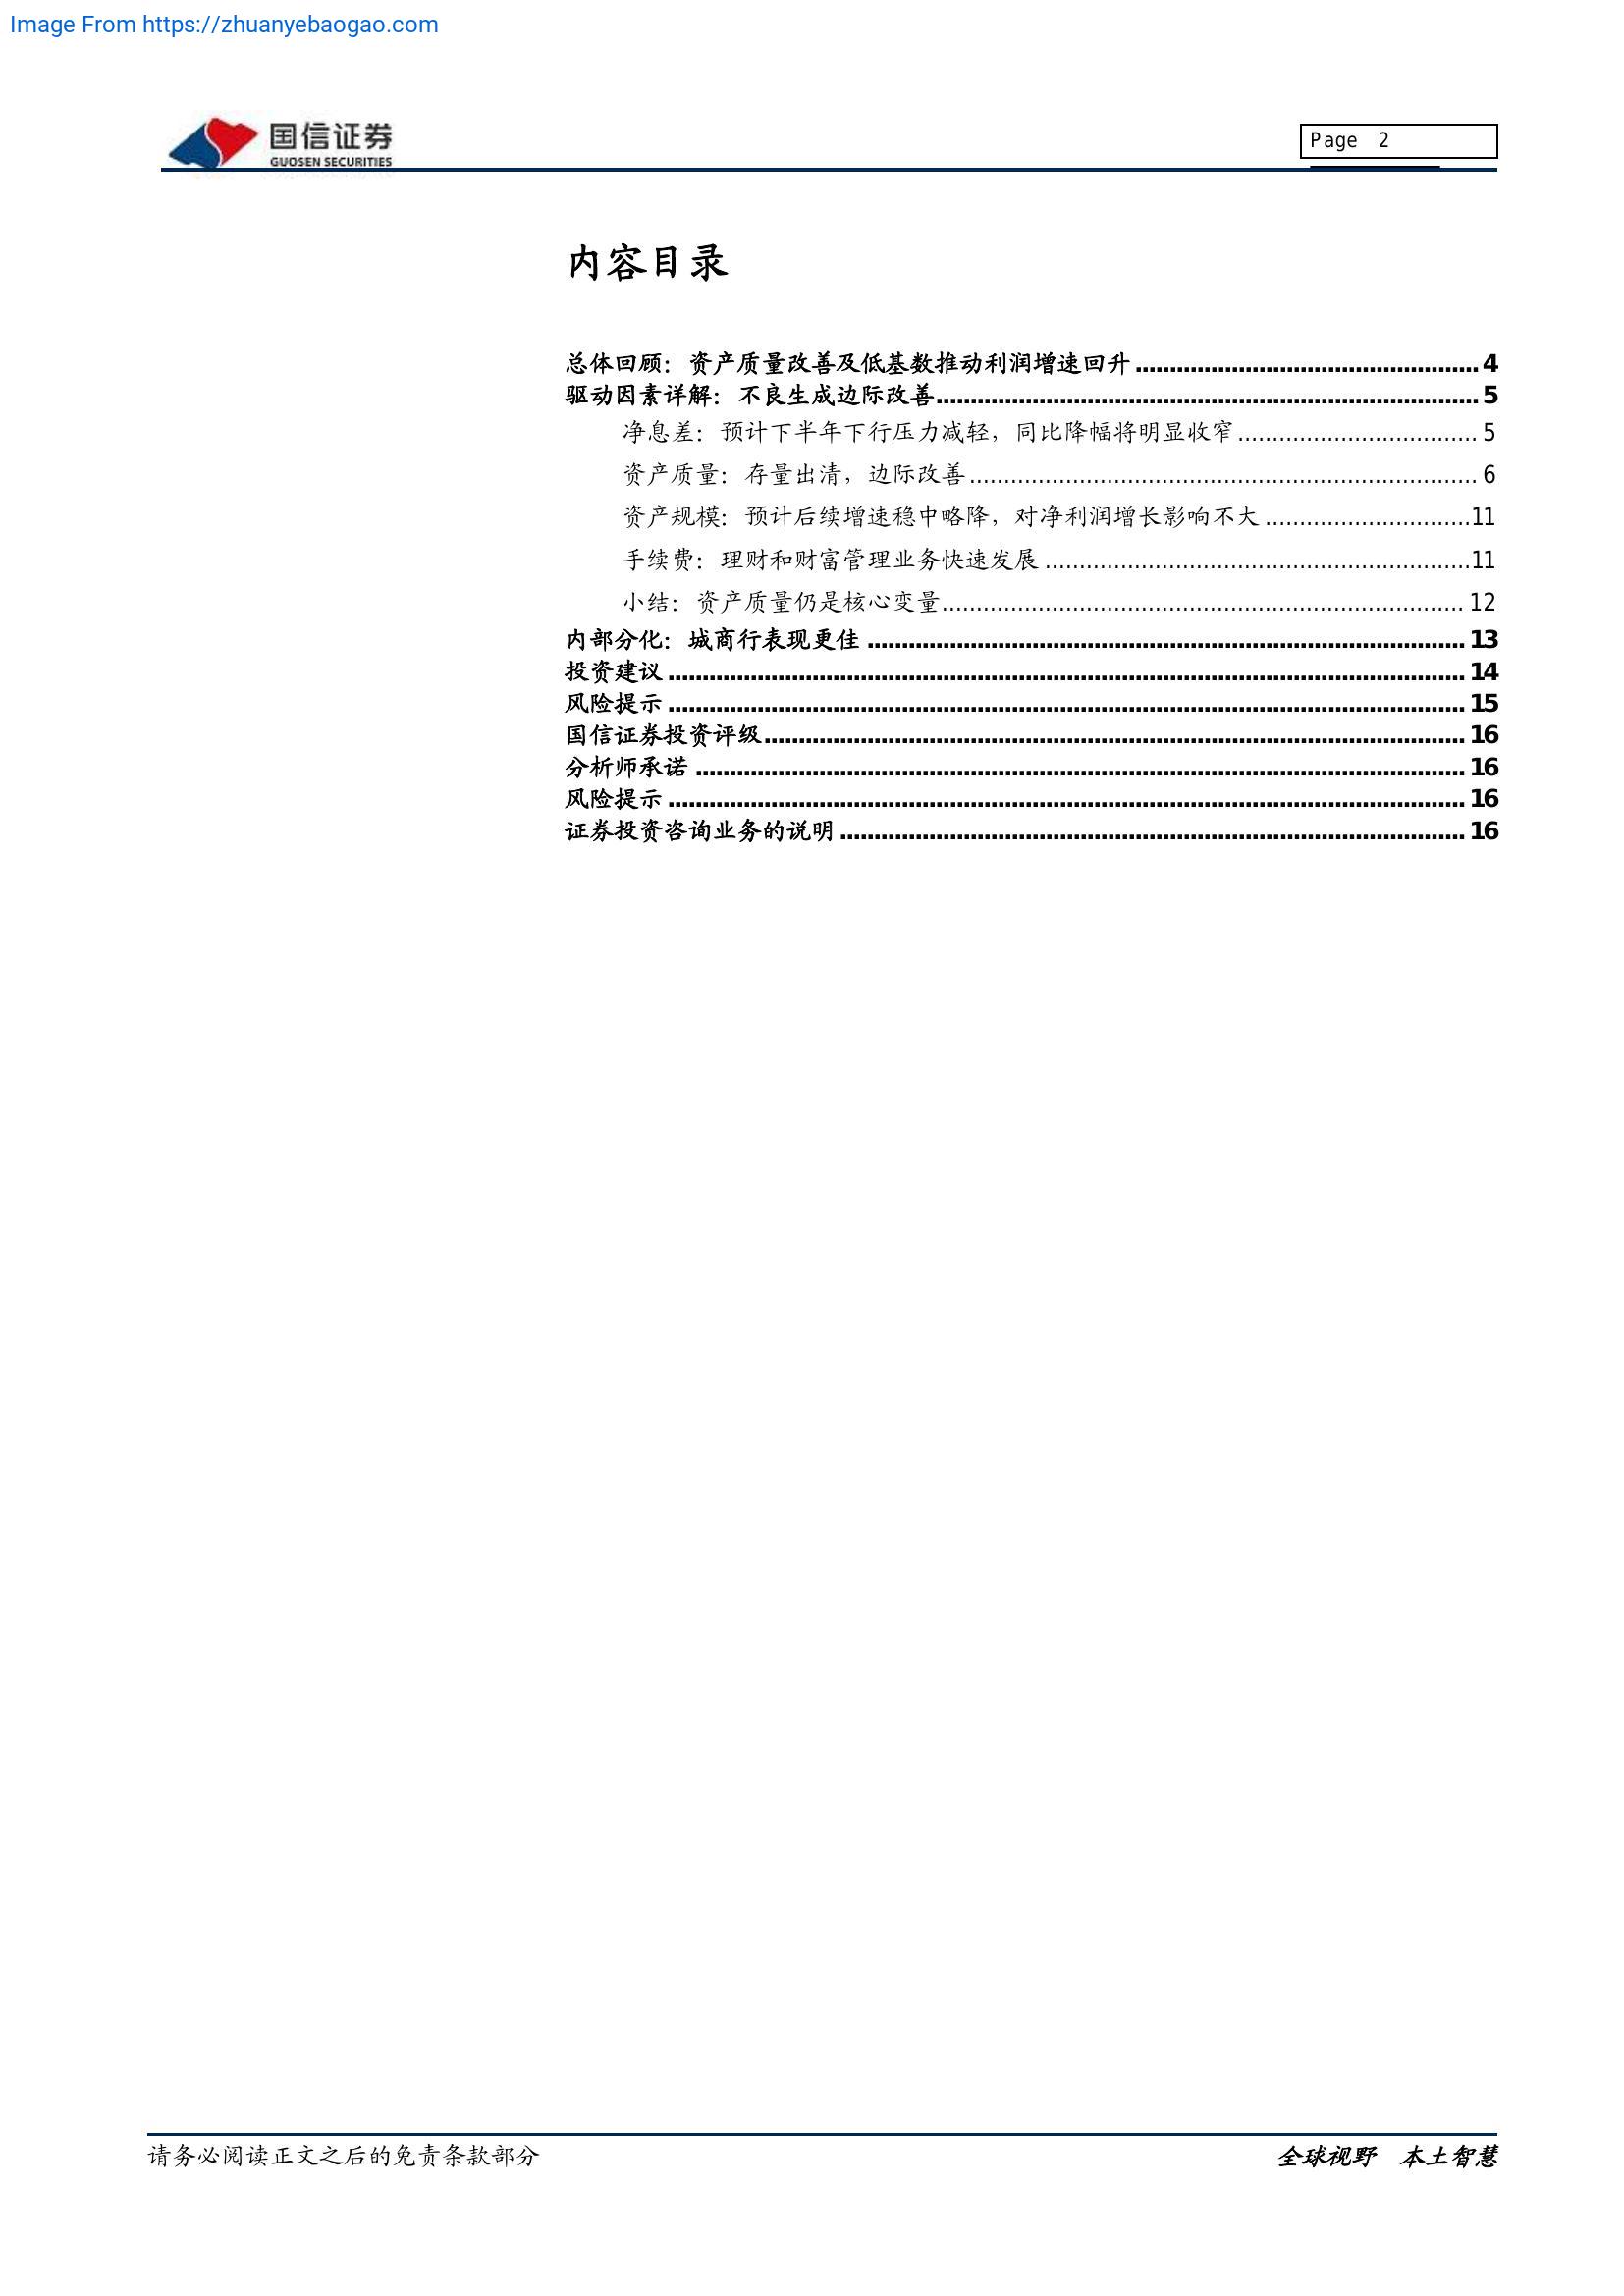 Image From https://zhuanyebaogao.com
国信证券
GUOSEN SECURITIES
Page 2
内容目录
总体回顾：资产质量改善及低基数推动利润增速回升 4
驱动因素详解：不良生成边际改善 5
净息差：预计下半年下行压力减轻，同比降幅将明显收窄 5
资产质量：存量出清，边际改善 6
资产规模：预计后续增速稳中略降，对净利润增长影响不大 11
手续费：理财和财富管理业务快速发展 11
小结：资产质量仍是核心变量 12
内部分化：城商行表现更佳 13
投资建议 14
风险提示 15
国信证券投资评级 16
分析师承诺 16
风险提示 16
证券投资咨询业务的说明 16
请务必阅读正文之后的免责条款部分
全球视野 本土智慧